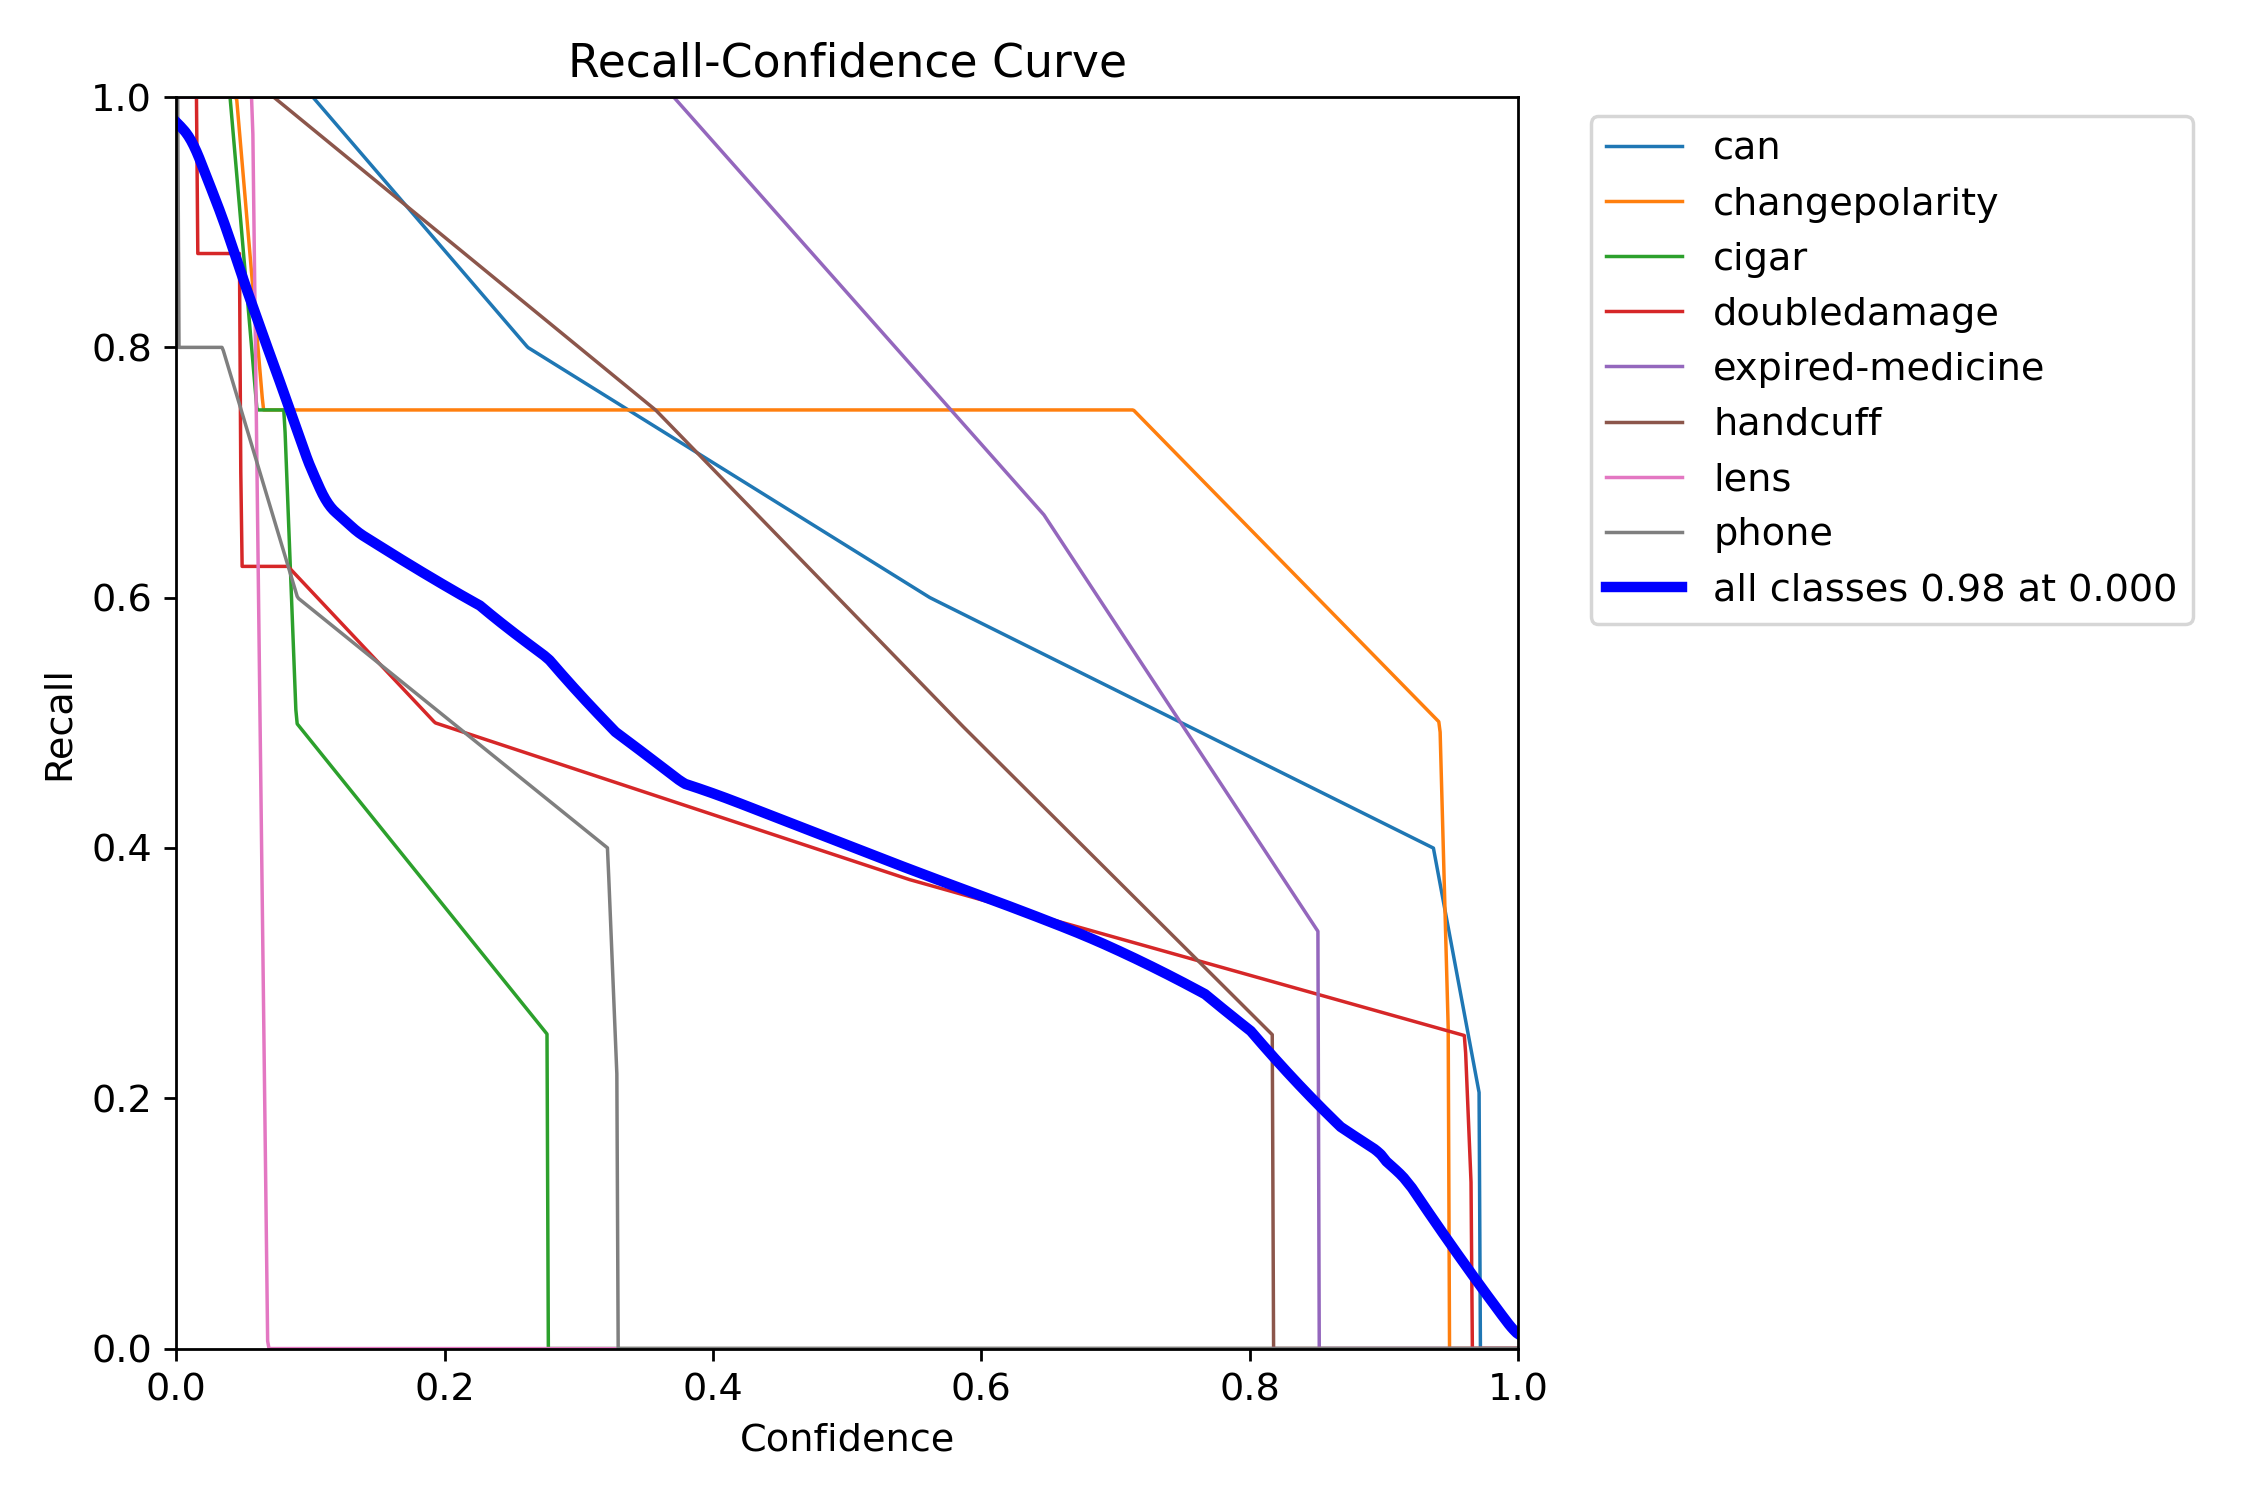 Recall-Confidence Curve
1.0
0.8
0.6
0.4
0.2
0.0
Recall
0.0 0.2 0.4 0.6 0.8 1.0
Confidence
can
changepolarity
cigar
doubledamage
expired-medicine
handcuff
lens
phone
all classes 0.98 at 0.000